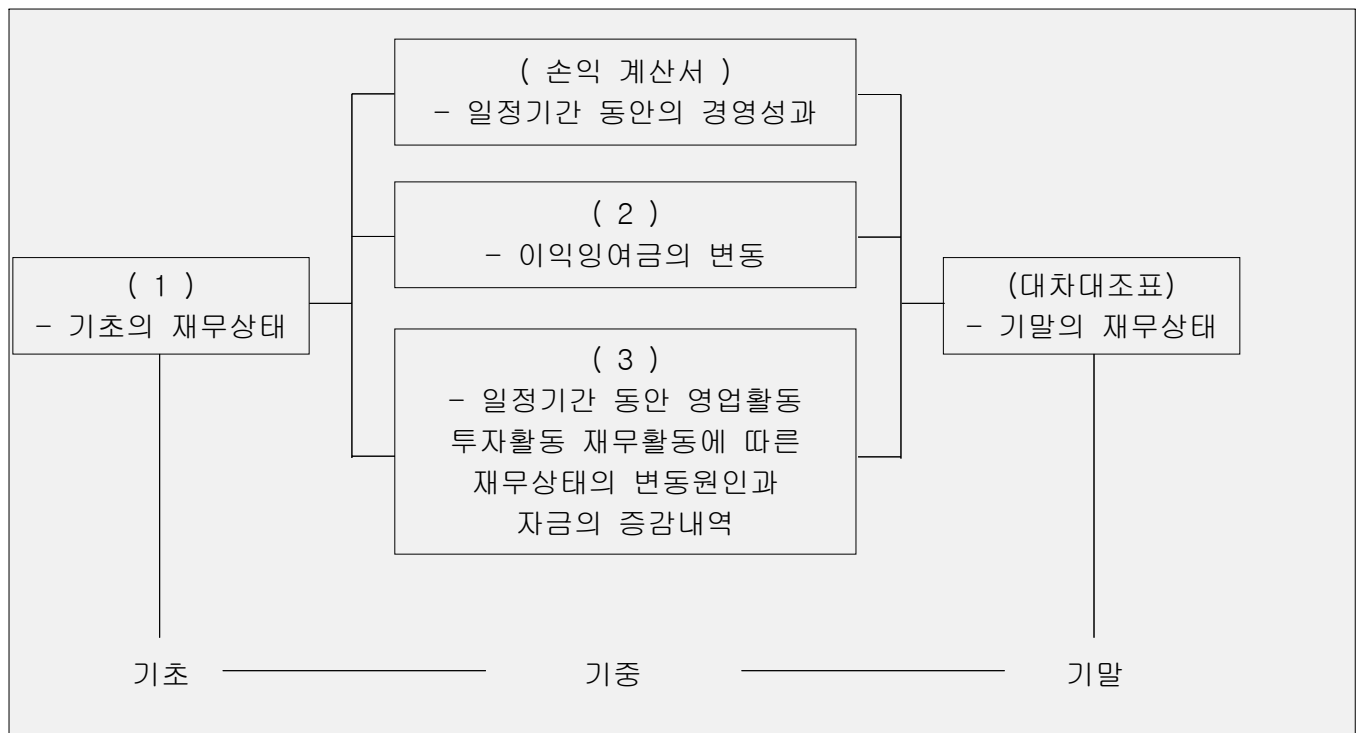 ( 손익 계산서 )
- 일정기간 동안의 경영성과
( 2 )
- 이익잉여금의 변동
( 1 )
- 기초의 재무상태
(대차대조표)
- 기말의 재무상태
( 3 )
- 일정기간 동안 영업활동
투자활동 재무활동에 따른
재무상태의 변동원인과
자금의 증감내역
기초
기중
기말